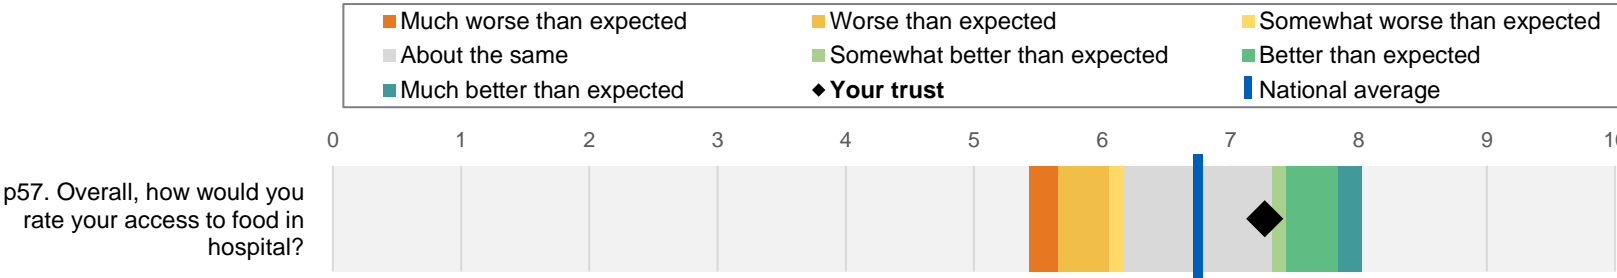 Much worse than expected
Worse than expected
Somewhat worse than expected
About the same
Somewhat better than expected
Better than expected
Much better than expected
Your trust
National average
0 1 2 3 4 5 6 7 8 9 10
p57. Overall, how would you
rate your access to food in
hospital?